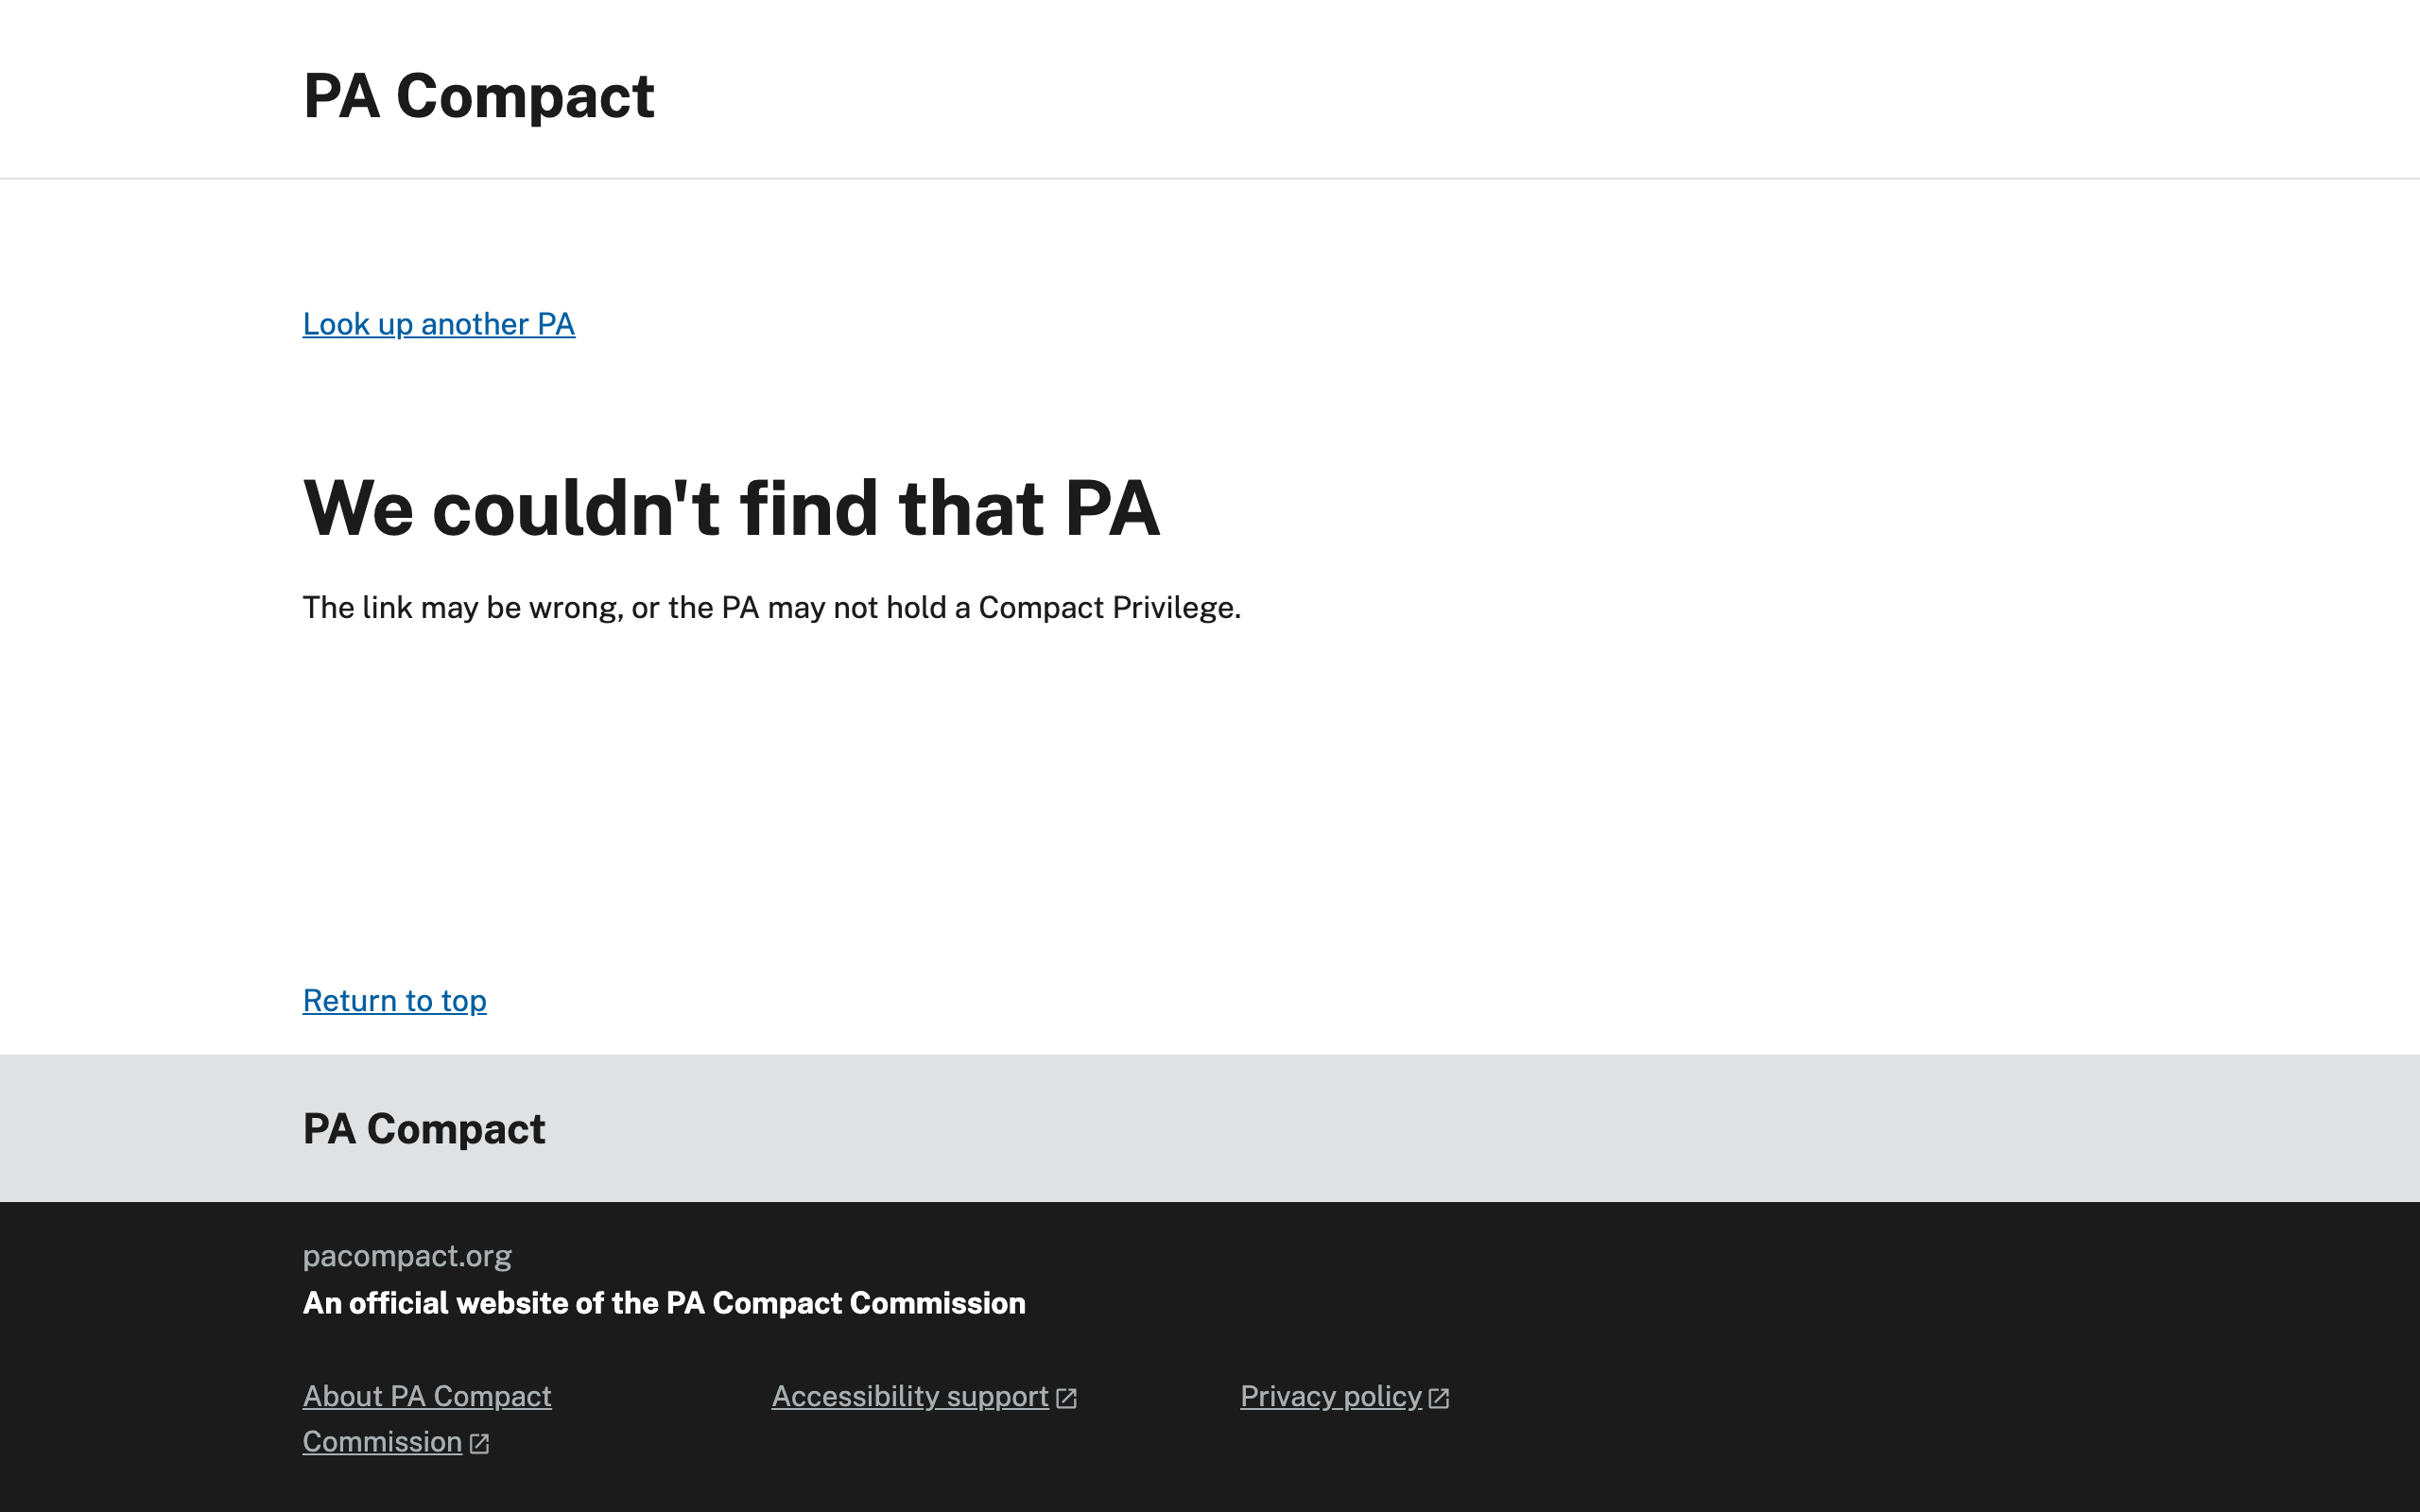 PA Compact
Look up another PA
We couldn't find that PA
The link may be wrong, or the PA may not hold a Compact Privilege.
Return to top
PA Compact
pacompact.org
An official website of the PA Compact Commission
About PA Compact
Commission
Accessibility support
Privacy policy